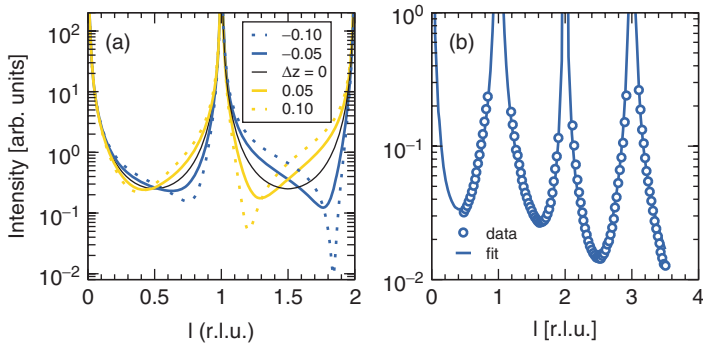 (a)
−0.10
−0.05
Δz = 0
0.05
0.10
10²
10¹
10⁰
10⁻¹
10⁻²
Intensity [arb. units]
0 0.5 1 1.5 2
l (r.l.u.)
(b)
10⁰
10⁻¹
10⁻²
data
fit
0 1 2 3 4
l [r.l.u.]